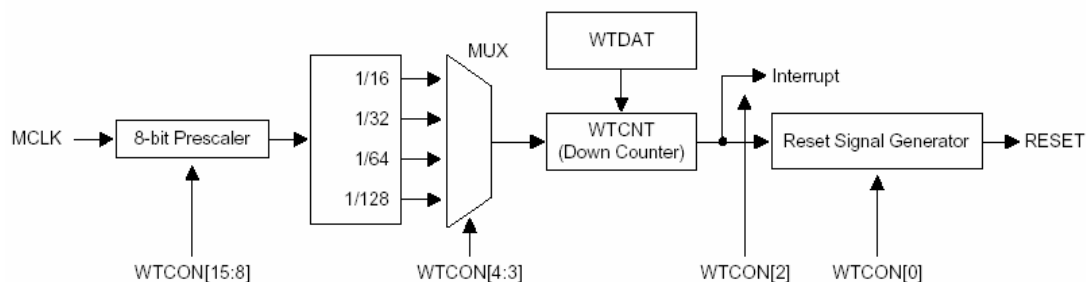 MCLK
8-bit Prescaler
WTCON[15:8]
1/16
1/32
1/64
1/128
MUX
WTCON[4:3]
WTDAT
WTCNT
(Down Counter)
Interrupt
WTCON[2]
Reset Signal Generator
WTCON[0]
RESET